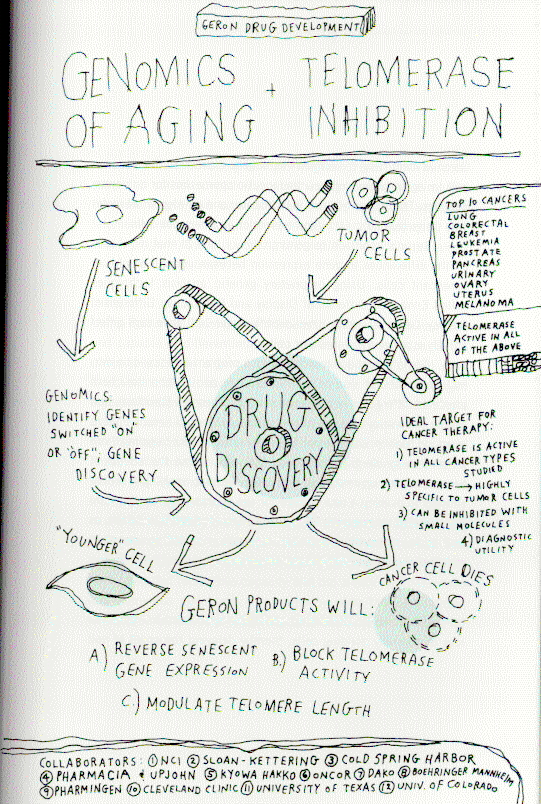 GERON DRUG DEVELOPMENT
GENOMICS + TELOMERASE
OF AGING INHIBITION
SENESCENT
CELLS
TUMOR
CELLS
TOP 10 CANCERS
LUNG
COLORECTAL
BREAST
LEUKEMIA
PROSTATE
PANCREAS
URINARY
OVARY
UTERUS
MELANOMA
TELOMERASE
ACTIVE IN ALL
OF THE ABOVE
GENOMICS:
IDENTIFY GENES
SWITCHED "ON"
OR "OFF"; GENE
DISCOVERY
DRUG
DISCOVERY
IDEAL TARGET FOR
CANCER THERAPY:
1) TELOMERASE IS ACTIVE
IN ALL CANCER TYPES
STUDIED
2) TELOMERASE → HIGHLY
SPECIFIC TO TUMOR CELLS
3) CAN BE INHIBITED WITH
SMALL MOLECULES
4) DIAGNOSTIC
UTILITY
"YOUNGER" CELL
CANCER CELL DIES
GERON PRODUCTS WILL:
A) REVERSE SENESCENT
GENE EXPRESSION
B.) BLOCK TELOMERASE
ACTIVITY
C.) MODULATE TELOMERE LENGTH
COLLABORATORS: ① NCI ② SLOAN-KETTERING ③ COLD SPRING HARBOR
④ PHARMACIA & UPJOHN ⑤ KYOWA HAKKO ⑥ ONCOR ⑦ DAKO ⑧ BOEHRINGER MANNHEIM
⑨ PHARMINGEN ⑩ CLEVELAND CLINIC ⑪ UNIVERSITY OF TEXAS ⑫ UNIV. OF COLORADO